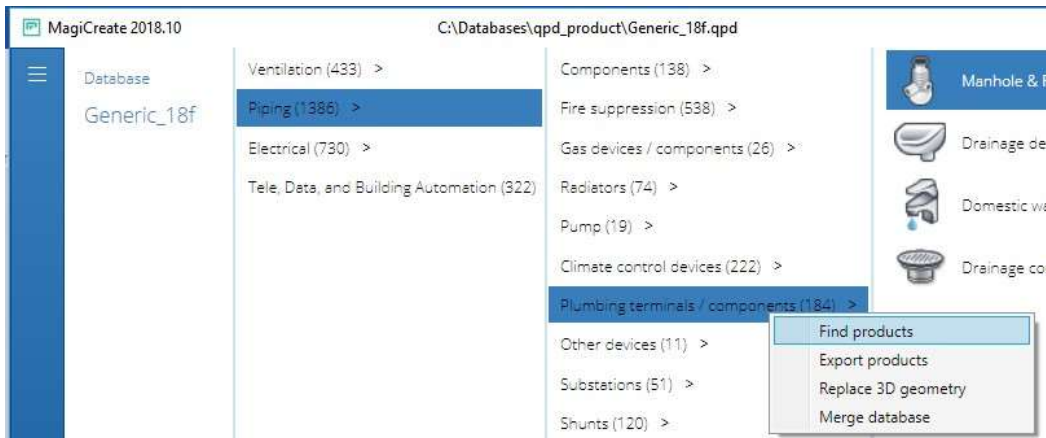 MagiCreate 2018.10
C:\Databases\qpd_product\Generic_18f.qpd
Database
Generic_18f
Ventilation (433) >
Piping (1386) >
Electrical (730) >
Tele, Data, and Building Automation (322)
Components (138) >
Fire suppression (538) >
Gas devices / components (26) >
Radiators (74) >
Pump (19) >
Climate control devices (222) >
Plumbing terminals / components (184) >
Other devices (11) >
Substations (51) >
Shunts (120) >
Manhole &
Drainage de
Domestic wa
Drainage co
Find products
Export products
Replace 3D geometry
Merge database